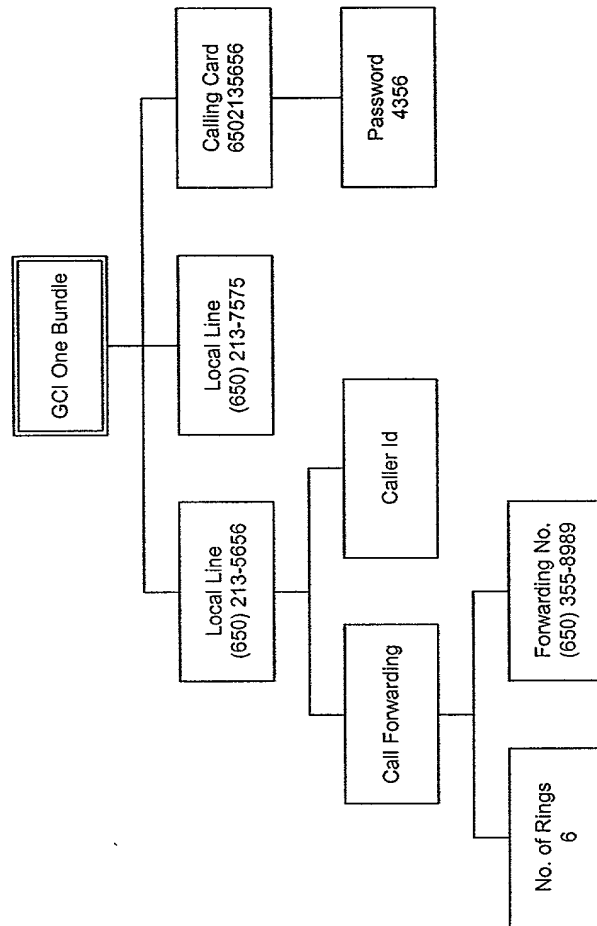 GCI One Bundle
Local Line
(650) 213-5656
Local Line
(650) 213-7575
Calling Card
6502135656
Call Forwarding
Caller Id
Password
4356
No. of Rings
6
Forwarding No.
(650) 355-8989